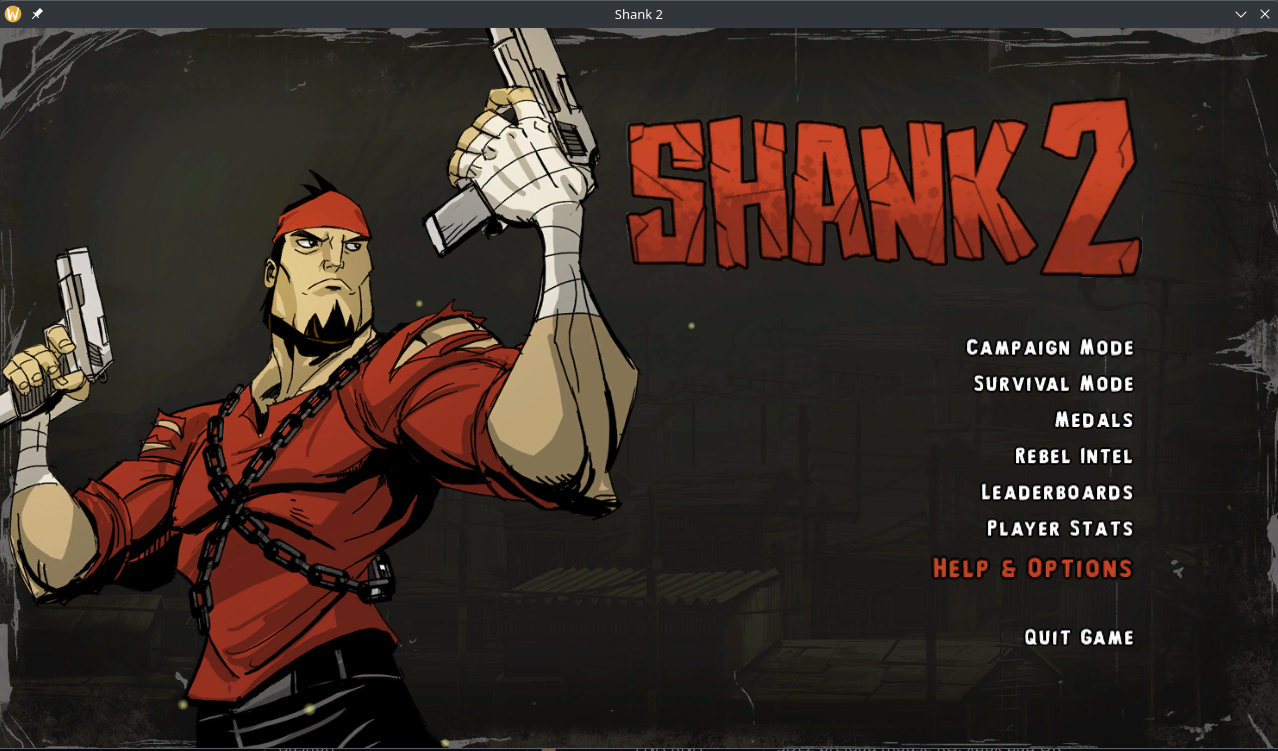 Shank 2
SHANK 2
CAMPAIGN MODE
SURVIVAL MODE
MEDALS
REBEL INTEL
LEADERBOARDS
PLAYER STATS
HELP & OPTIONS
QUIT GAME